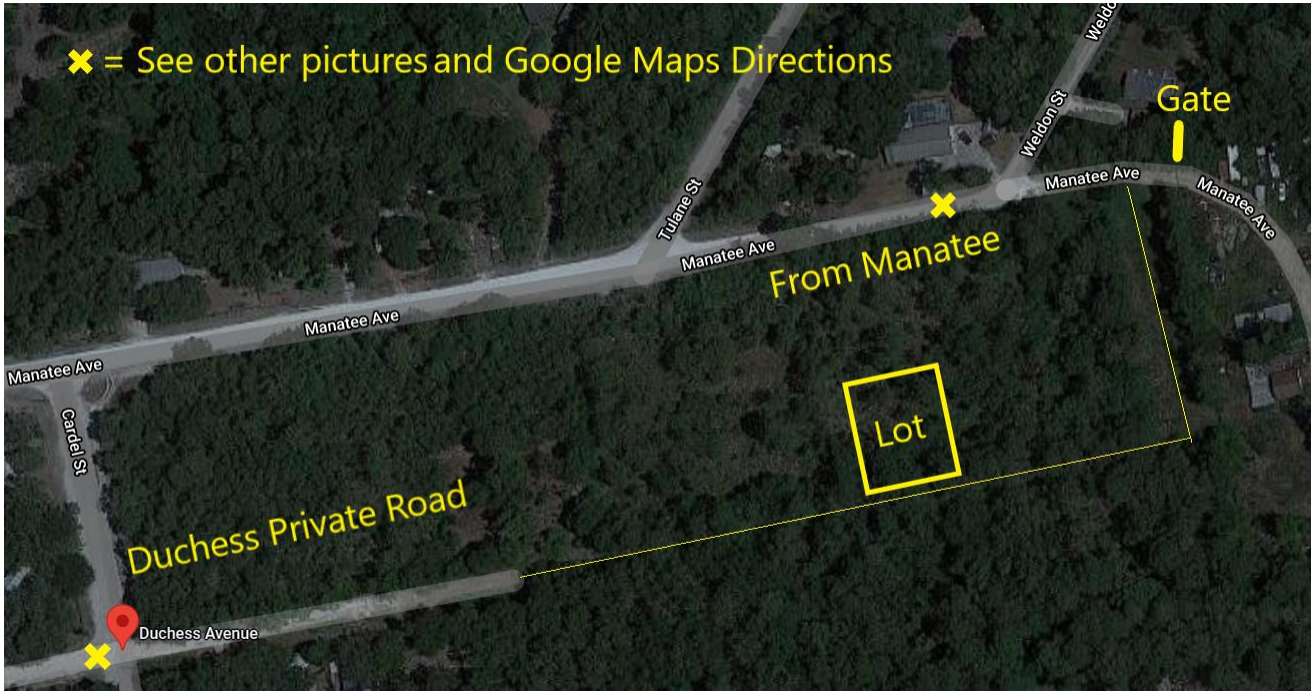 ✖ = See other pictures and Google Maps Directions
Weldo
Gate
Weldon St
Manatee Ave
Manatee Ave
Tulane St
Manatee Ave
From Manatee
Manatee Ave
Manatee Ave
Lot
Cardel St
Duchess Private Road
Duchess Avenue